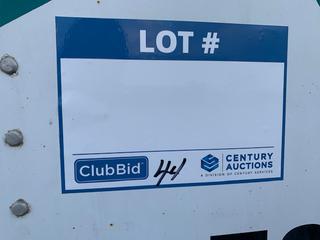 LOT #
ClubBid
44
CENTURY
AUCTIONS
A DIVISION OF CENTURY SERVICES